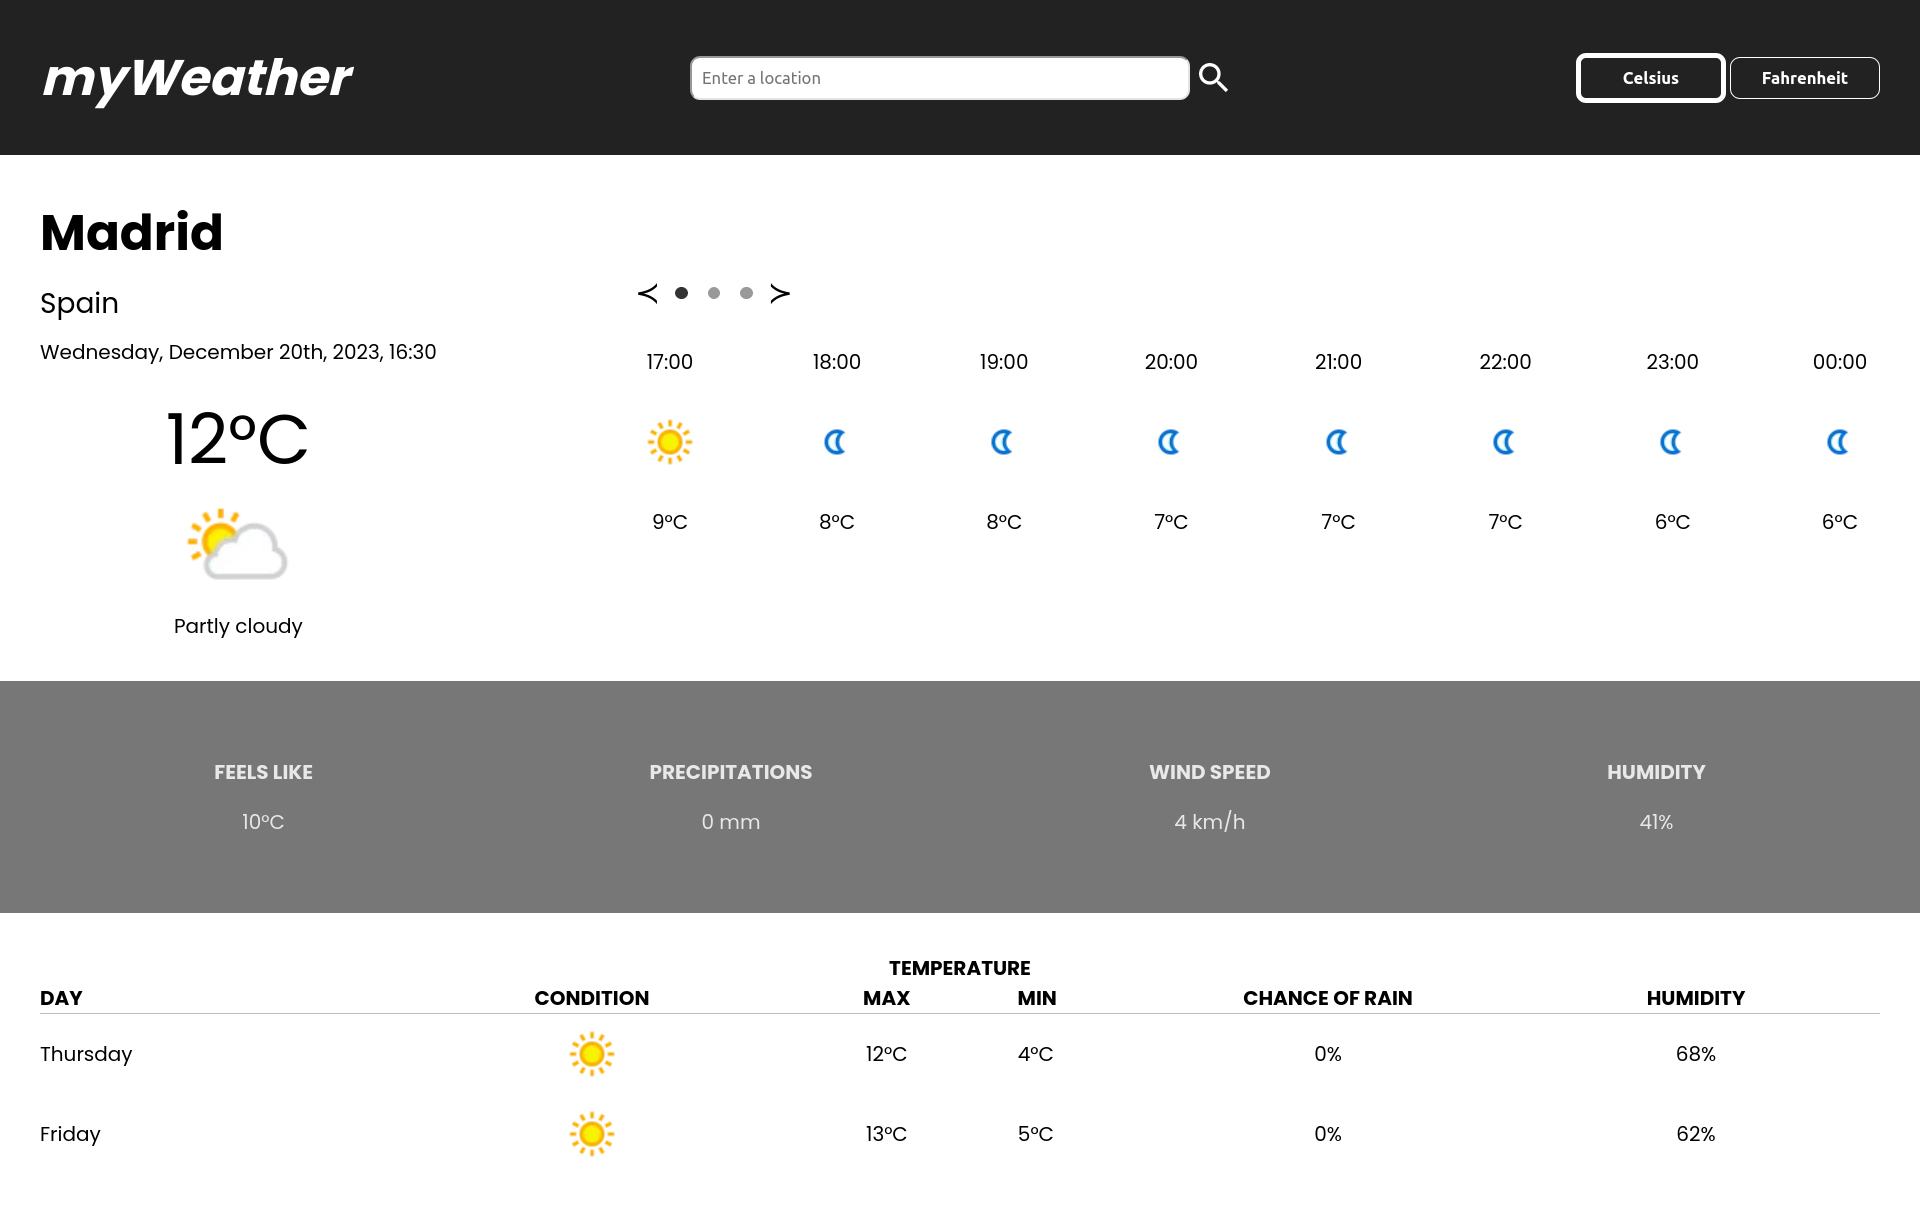 myWeather
Enter a location
Celsius
Fahrenheit
Madrid
Spain
Wednesday, December 20th, 2023, 16:30
12°C
Partly cloudy
17:00 18:00 19:00 20:00 21:00 22:00 23:00 00:00
9°C 8°C 8°C 7°C 7°C 7°C 6°C 6°C
FEELS LIKE PRECIPITATIONS WIND SPEED HUMIDITY
10°C 0 mm 4 km/h 41%
TEMPERATURE
DAY CONDITION MAX MIN CHANCE OF RAIN HUMIDITY
Thursday 12°C 4°C 0% 68%
Friday 13°C 5°C 0% 62%